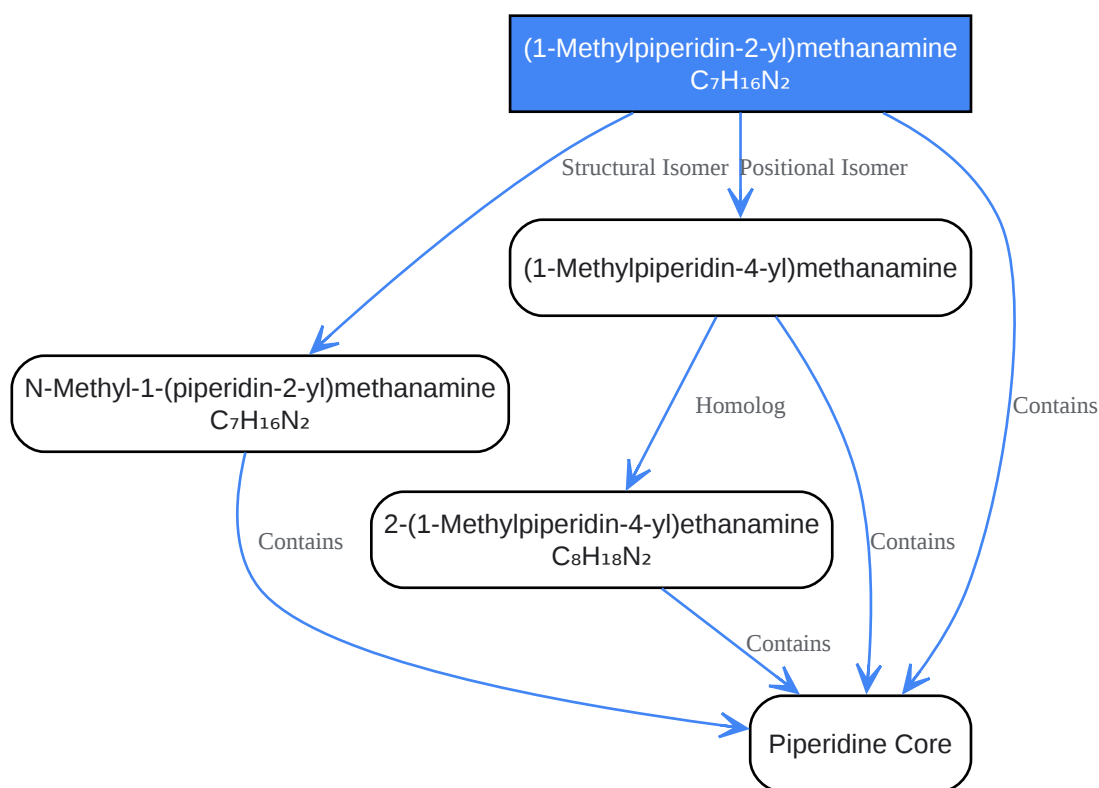 (1-Methylpiperidin-2-yl)methanamine
C₇H₁₆N₂
Structural Isomer
Positional Isomer
(1-Methylpiperidin-4-yl)methanamine
N-Methyl-1-(piperidin-2-yl)methanamine
C₇H₁₆N₂
Homolog
Contains
2-(1-Methylpiperidin-4-yl)ethanamine
C₈H₁₈N₂
Contains
Contains
Contains
Piperidine Core